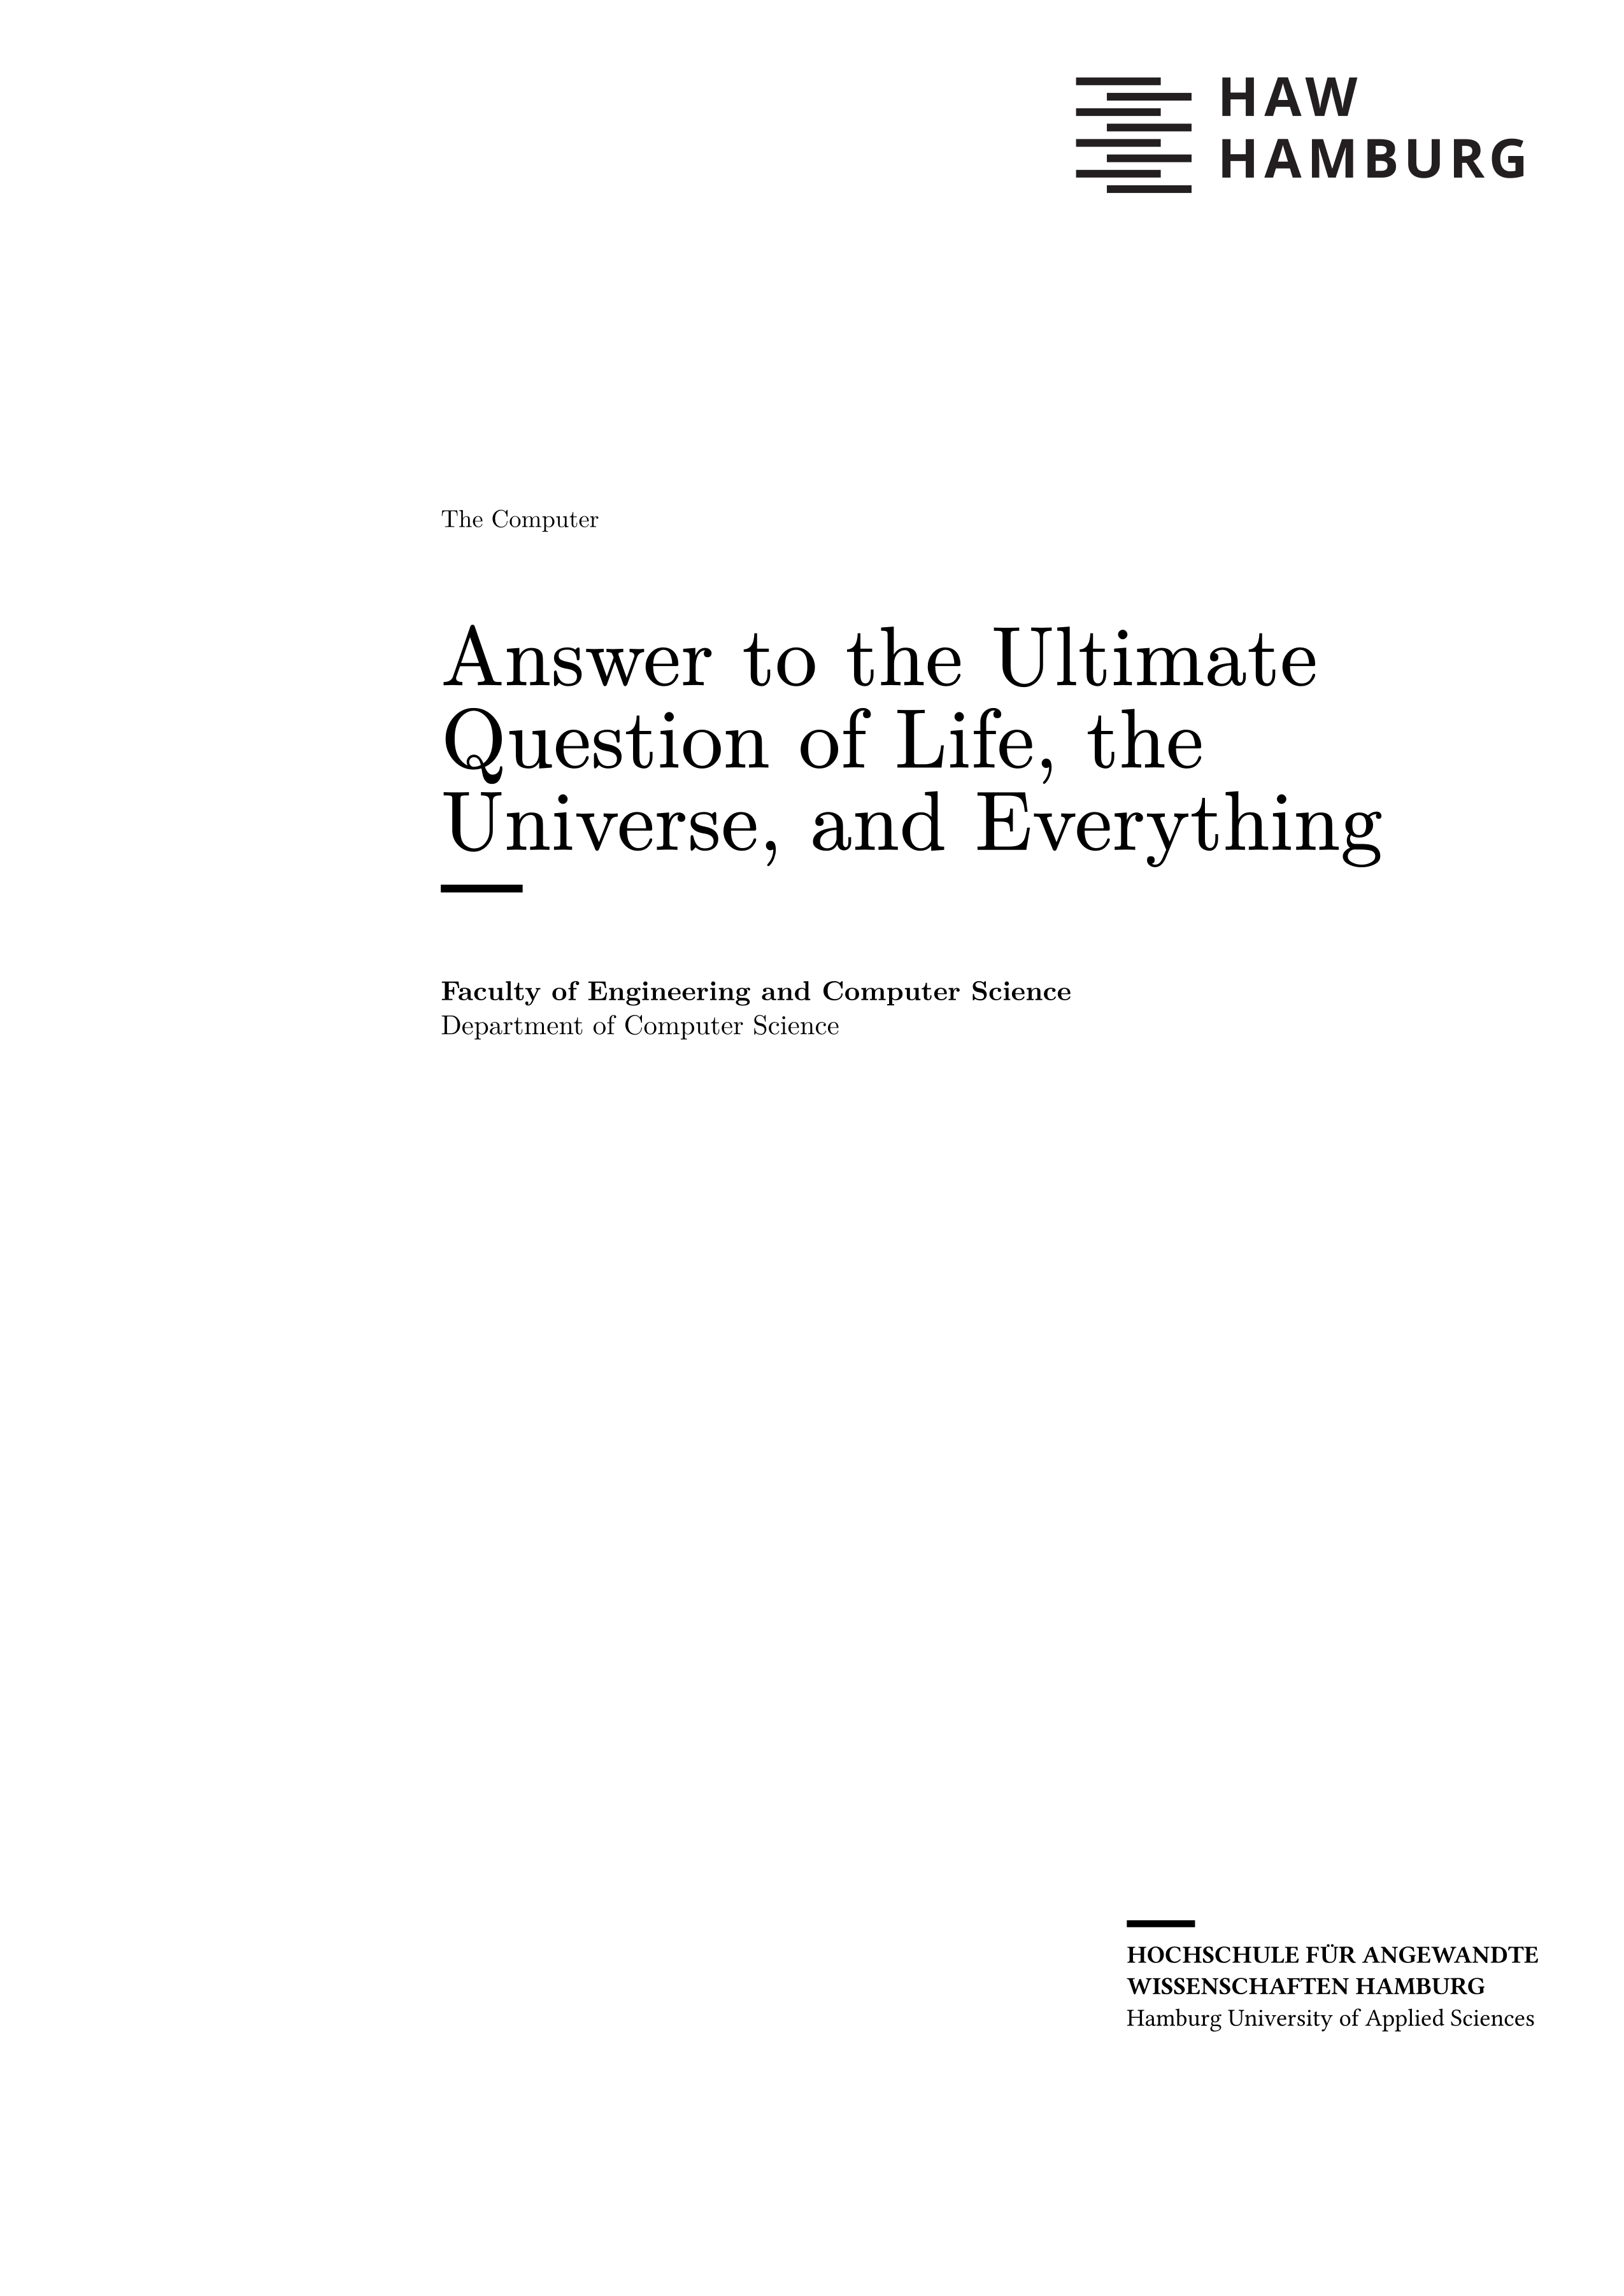 HAW
HAMBURG
The Computer
Answer to the Ultimate
Question of Life, the
Universe, and Everything
Faculty of Engineering and Computer Science
Department of Computer Science
HOCHSCHULE FÜR ANGEWANDTE
WISSENSCHAFTEN HAMBURG
Hamburg University of Applied Sciences